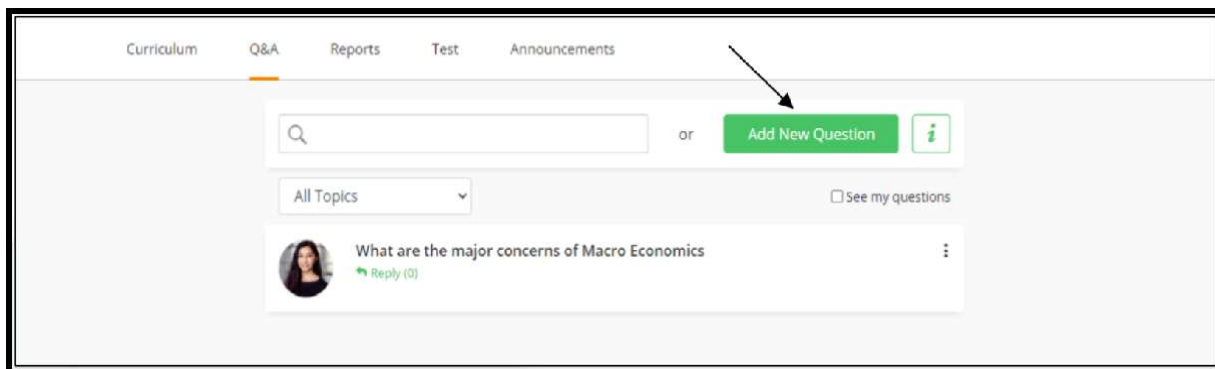 Curriculum Q&A Reports Test Announcements
or Add New Question i
All Topics See my questions
What are the major concerns of Macro Economics
Reply (0)